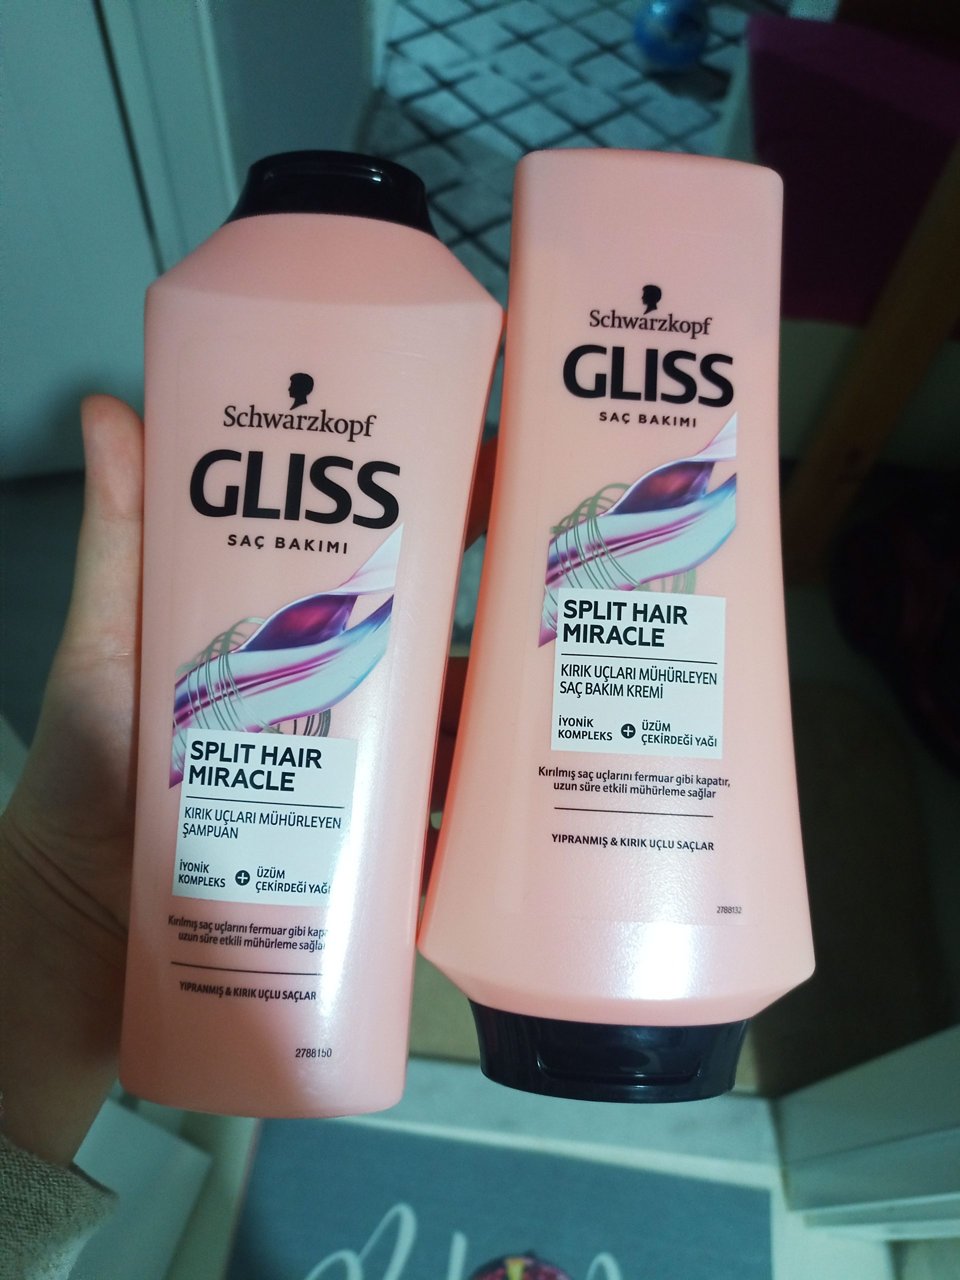 Schwarzkopf
GLISS
SAÇ BAKIMI
SPLIT HAIR
MIRACLE
KIRIK UÇLARI MÜHÜRLEYEN
ŞAMPUAN
İYONİK
KOMPLEKS
+
ÜZÜM
ÇEKİRDEĞİ YAĞI
Kırılmış saç uçlarını fermuar gibi
uzun süre etkili mühürleme
YIPRANMIŞ & KIRIK UÇLU SAÇLAR
2788150
Schwarzkopf
GLISS
SAÇ BAKIMI
SPLIT HAIR
MIRACLE
KIRIK UÇLARI MÜHÜRLEYEN
SAÇ BAKIM KREMİ
İYONİK
KOMPLEKS
+
ÜZÜM
ÇEKİRDEĞİ YAĞI
Kırılmış saç uçlarını fermuar gibi kapatır,
uzun süre etkili mühürleme sağlar
YIPRANMIŞ & KIRIK UÇLU SAÇLAR
2788132